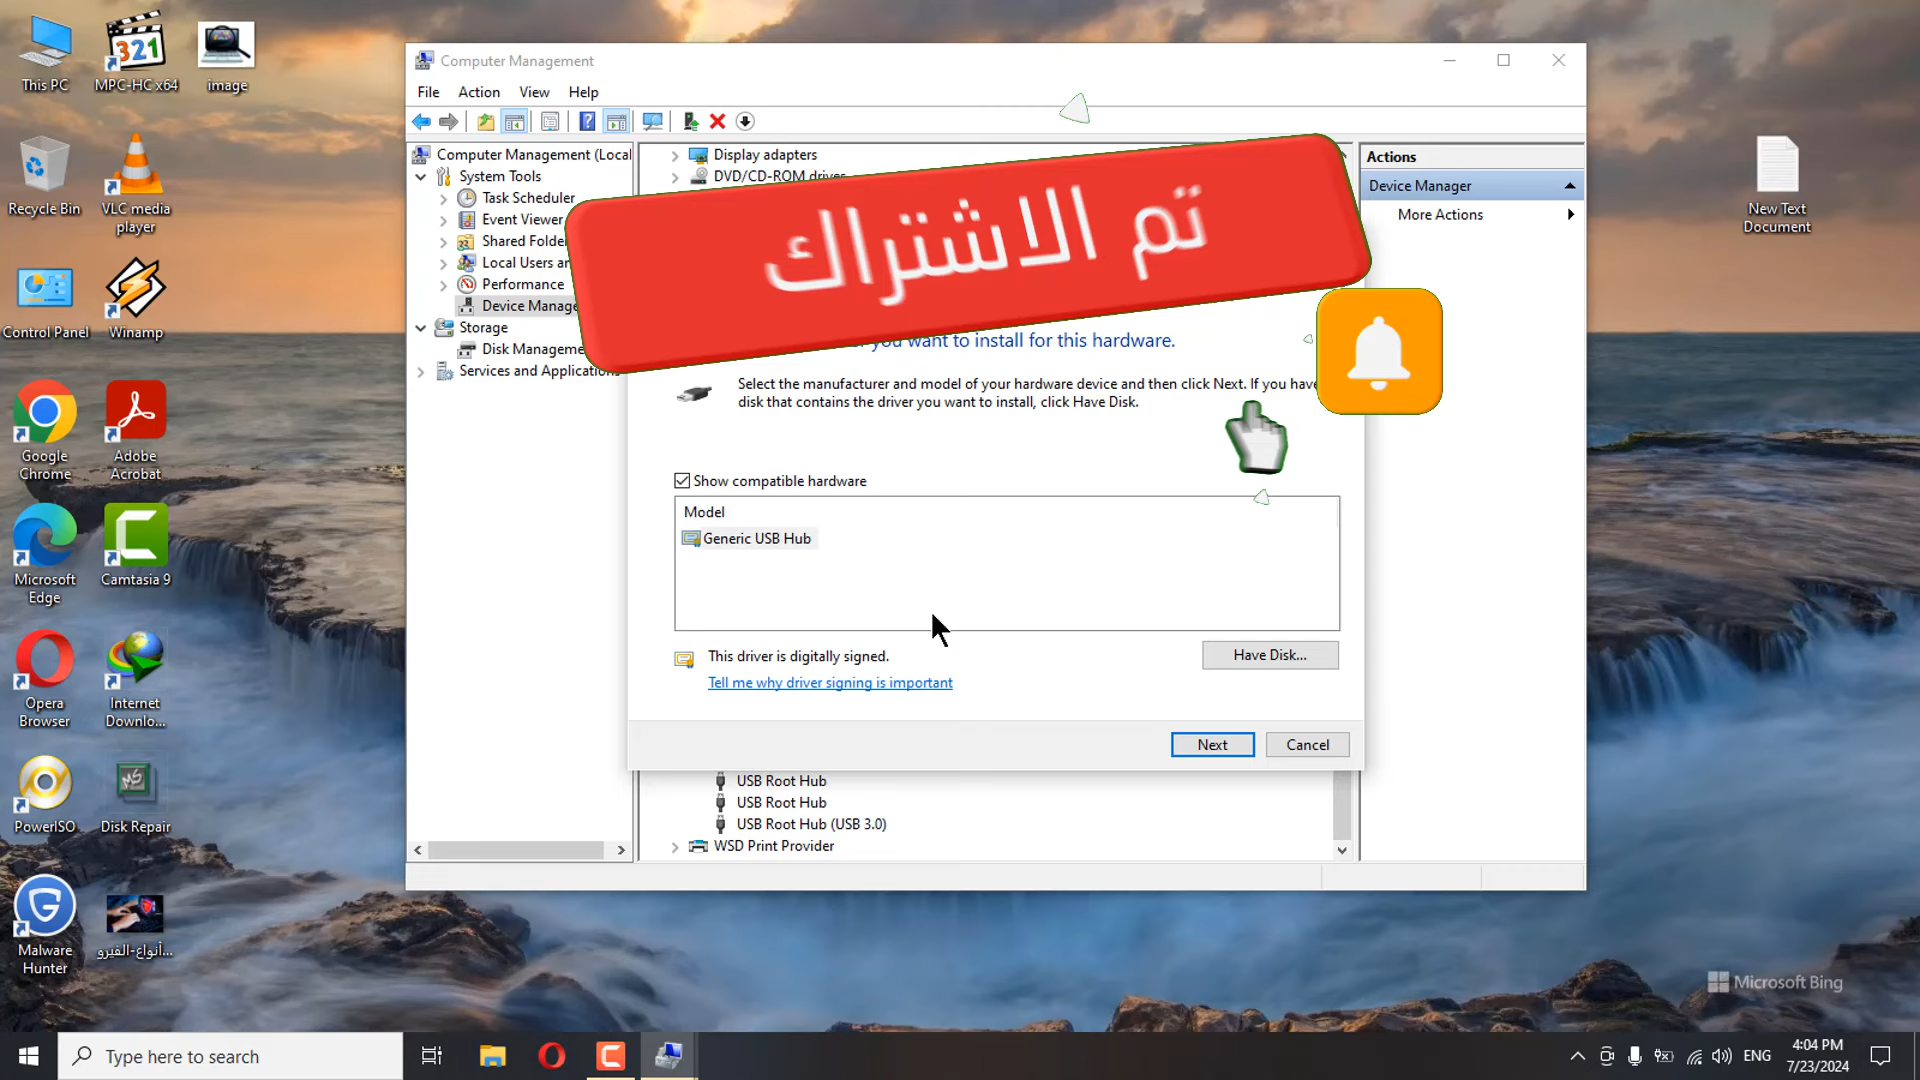 This PC
MPC-HC x64
image
Recycle Bin
VLC media
player
Control Panel
Winamp
Google
Chrome
Adobe
Acrobat
Microsoft
Edge
Camtasia 9
Opera
Browser
Internet
Downlo...
PowerISO
Disk Repair
Malware
Hunter
أنواع-الفيرو...
New Text
Document
Computer Management
File Action View Help
Computer Management (Local
System Tools
Task Scheduler
Event Viewer
Shared Folde
Local Users an
Performance
Device Manage
Storage
Disk Manageme
Services and Applications
Display adapters
DVD/CD-ROM drives
تم الاشتراك
you want to install for this hardware.
Select the manufacturer and model of your hardware device and then click Next. If you have
disk that contains the driver you want to install, click Have Disk.
Show compatible hardware
Model
Generic USB Hub
This driver is digitally signed.
Tell me why driver signing is important
Have Disk...
Next
Cancel
USB Root Hub
USB Root Hub
USB Root Hub (USB 3.0)
WSD Print Provider
Actions
Device Manager
More Actions
Microsoft Bing
Type here to search
ENG
4:04 PM
7/23/2024